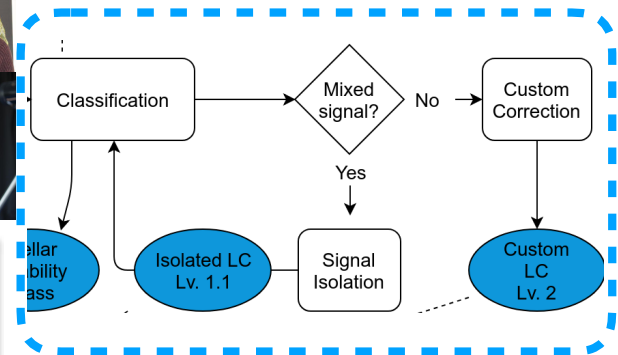 Classification
Mixed
signal?
No
Custom
Correction
Yes
Isolated LC
Lv. 1.1
Signal
Isolation
Custom
LC
Lv. 2